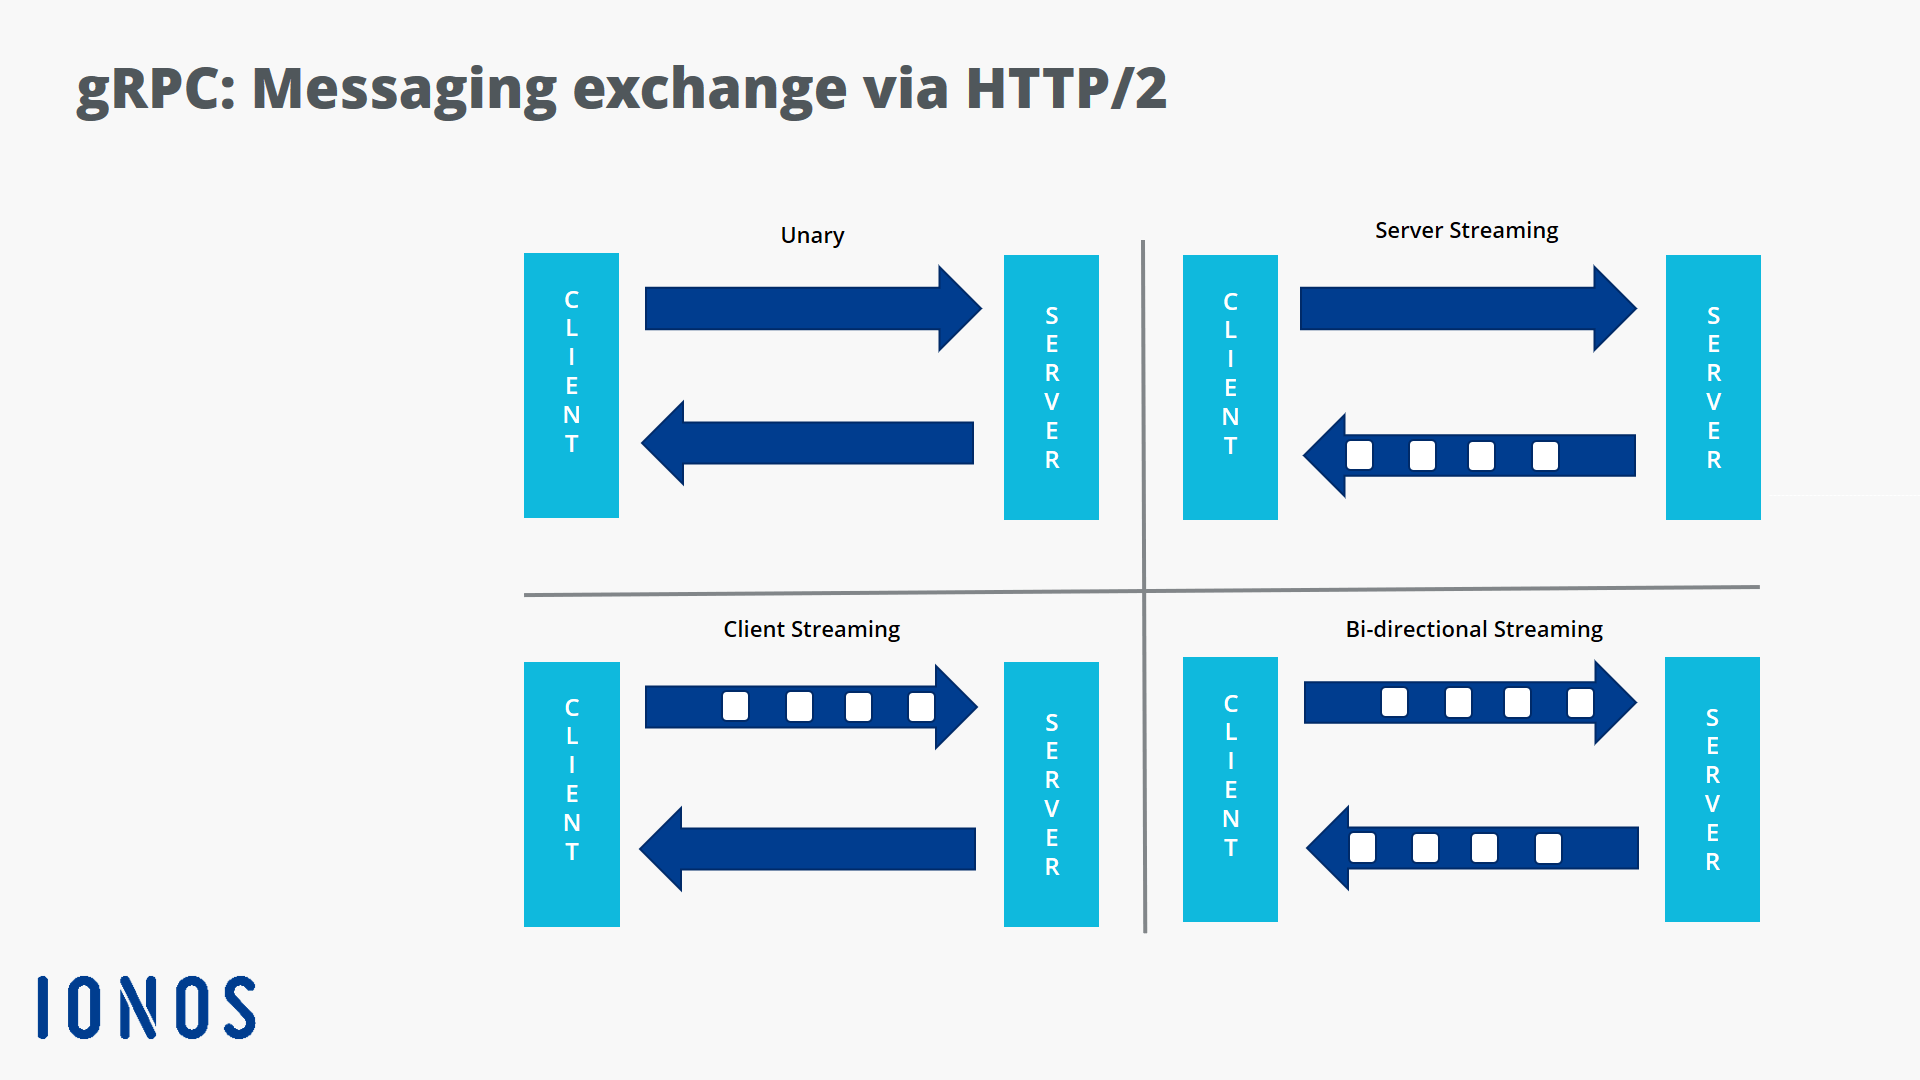 gRPC: Messaging exchange via HTTP/2
Unary
CLIENT
SERVER
Server Streaming
CLIENT
SERVER
Client Streaming
CLIENT
SERVER
Bi-directional Streaming
CLIENT
SERVER
IONOS